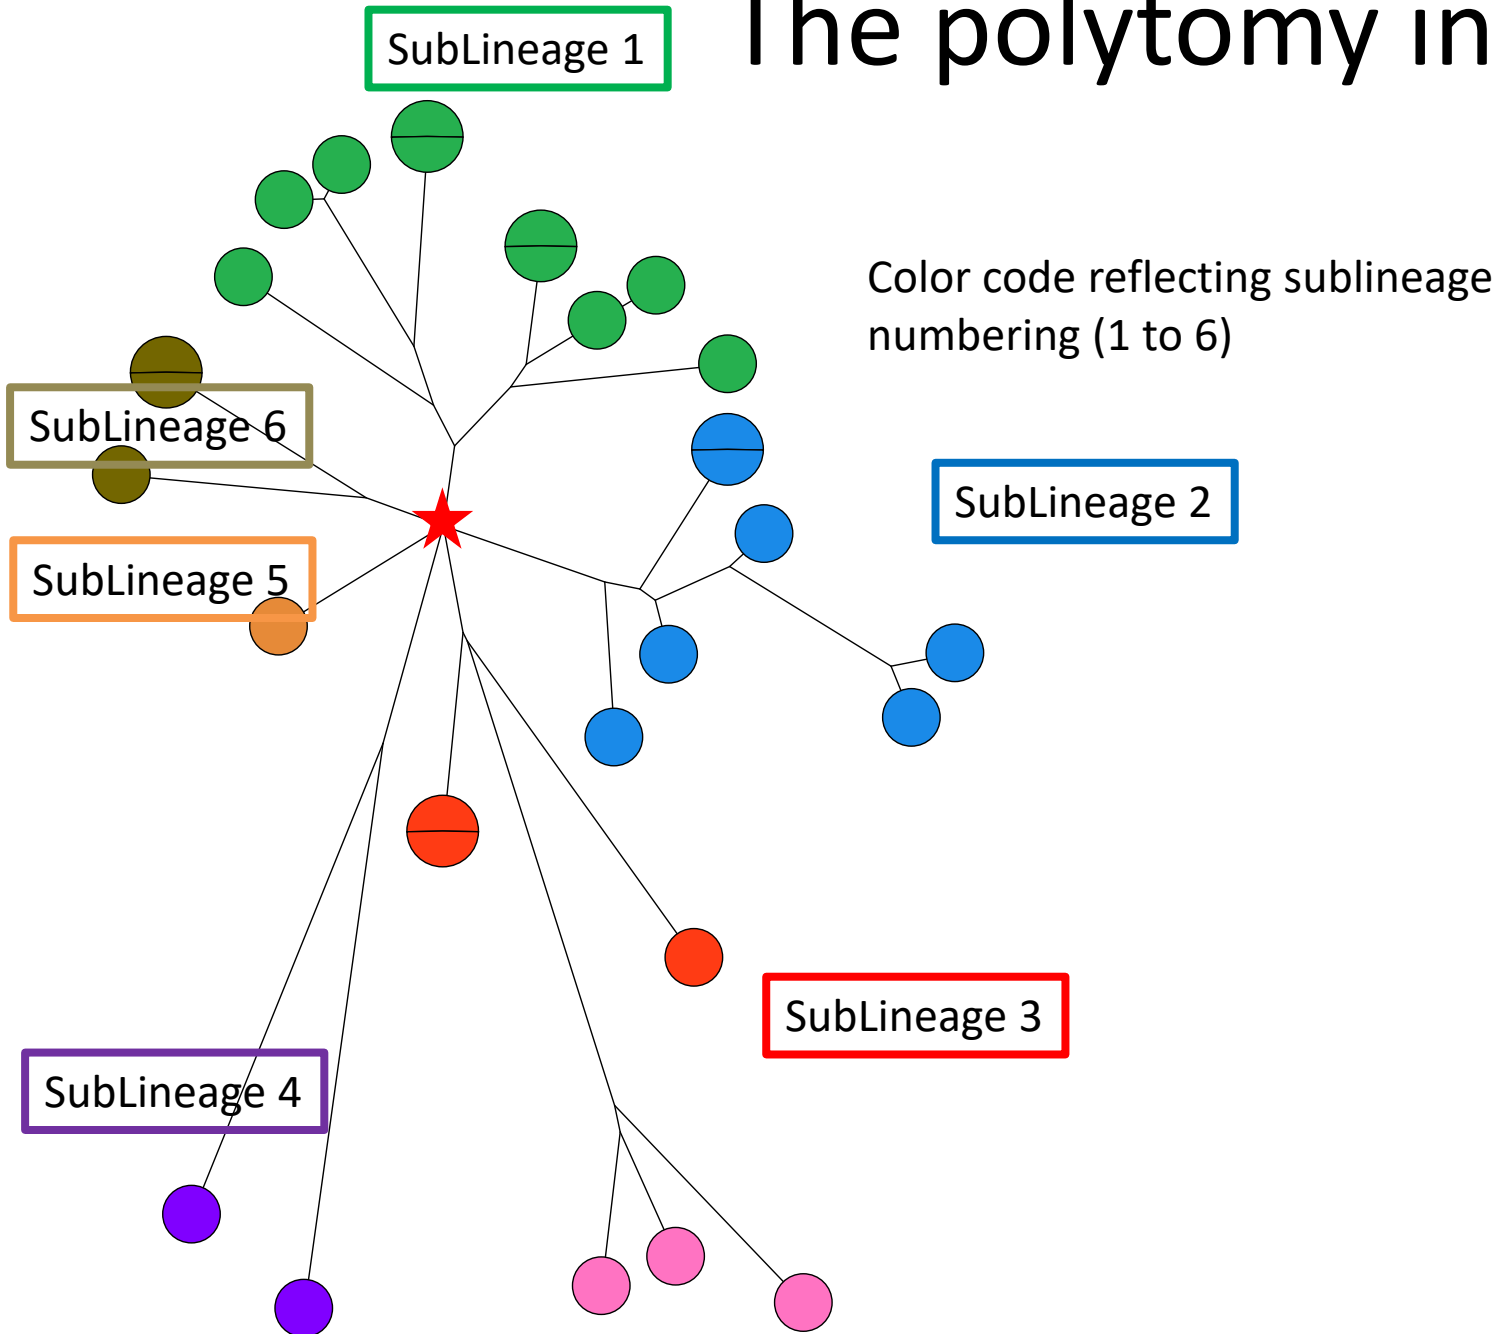 The polytomy in
SubLineage 1
Color code reflecting sublineage
numbering (1 to 6)
SubLineage 6
SubLineage 2
SubLineage 5
SubLineage 3
SubLineage 4